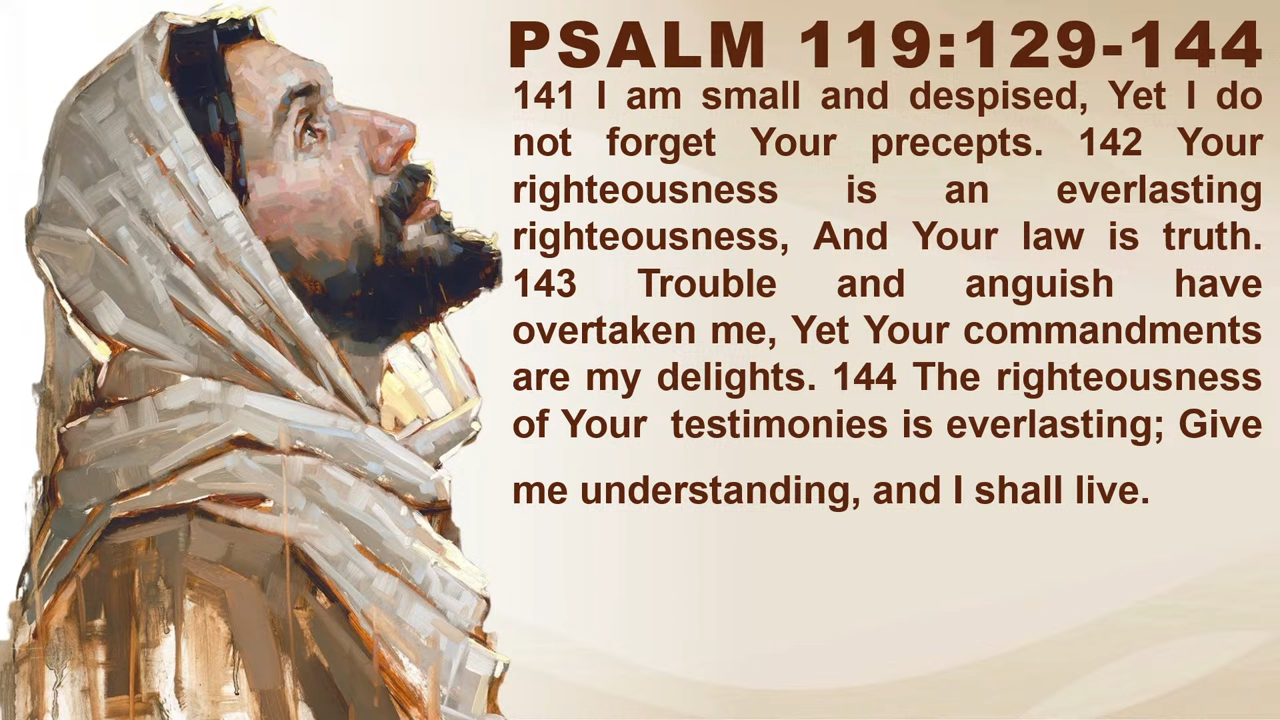 PSALM 119:129-144
141 I am small and despised, Yet I do
not forget Your precepts. 142 Your
righteousness is an everlasting
righteousness, And Your law is truth.
143 Trouble and anguish have
overtaken me, Yet Your commandments
are my delights. 144 The righteousness
of Your testimonies is everlasting; Give
me understanding, and I shall live.